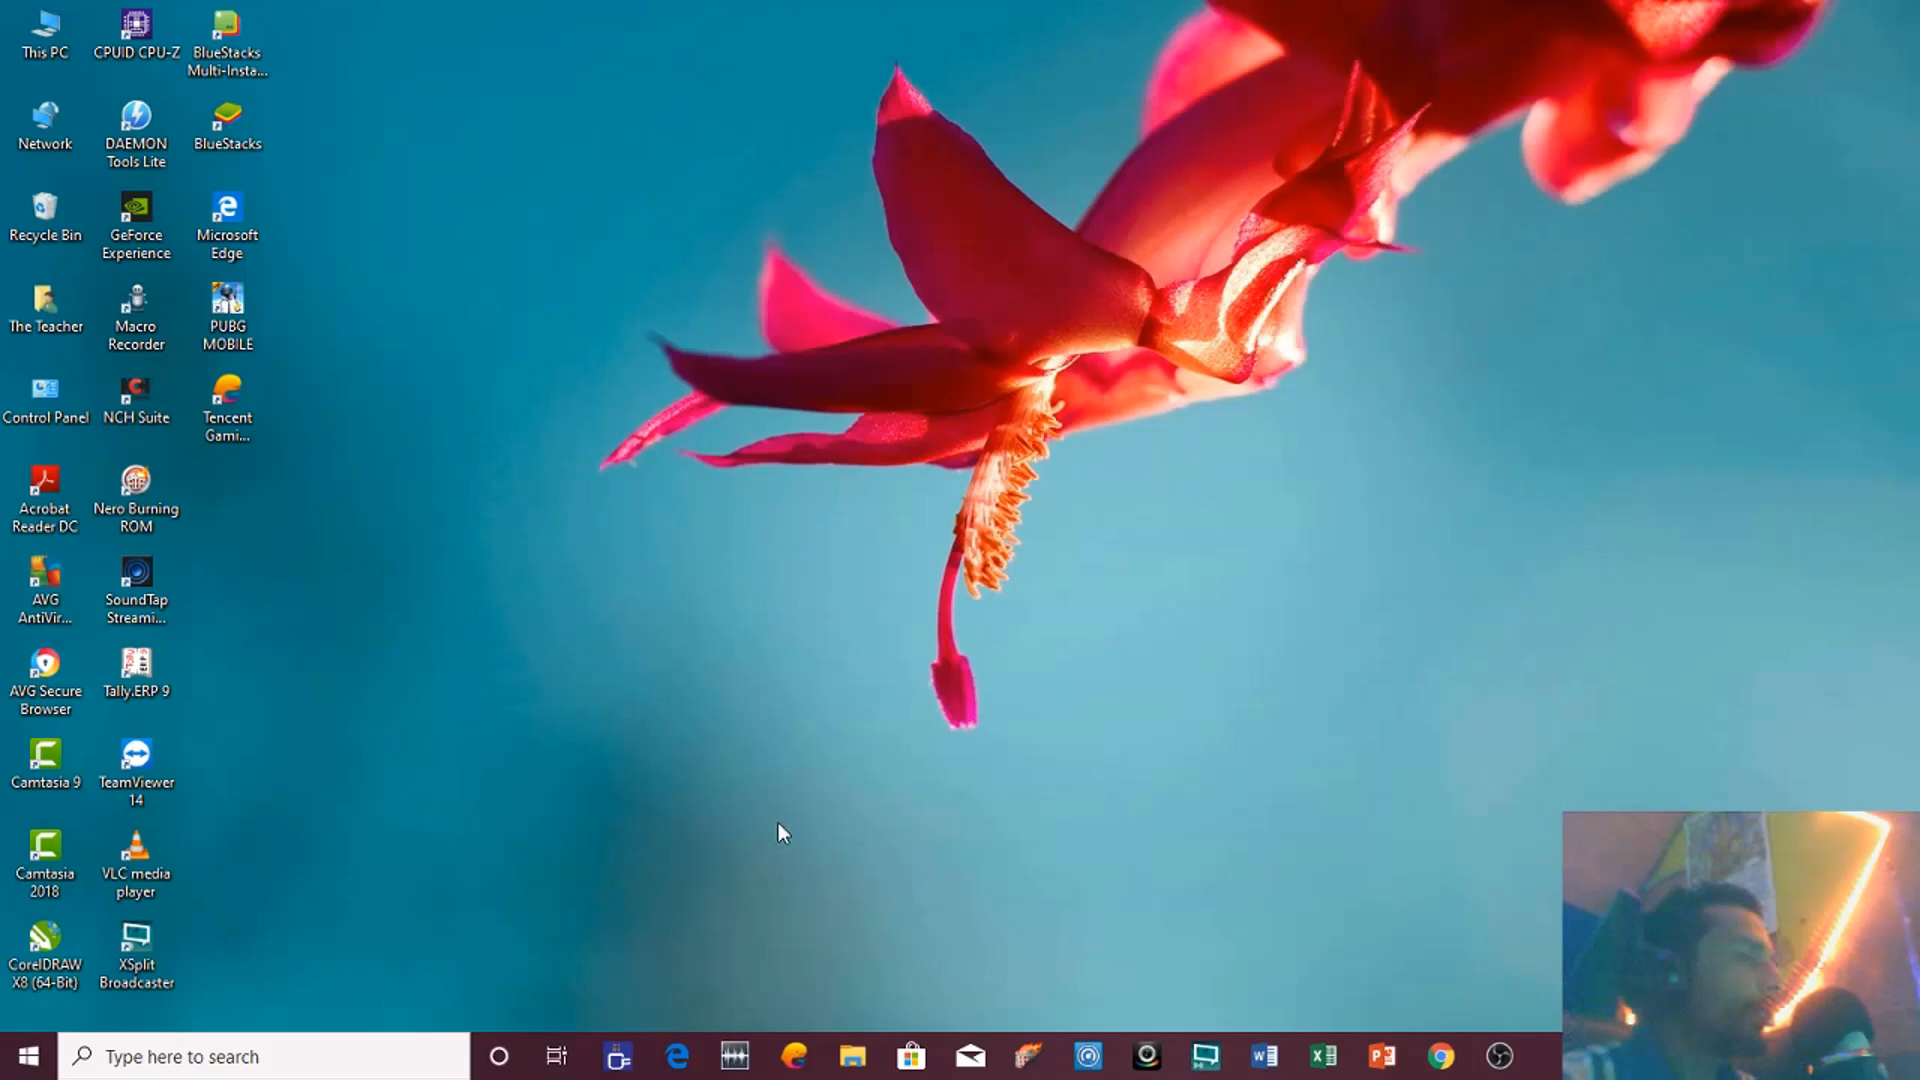 This PC
CPUID CPU-Z
BlueStacks
Multi-Insta...
Network
DAEMON
Tools Lite
BlueStacks
Recycle Bin
GeForce
Experience
Microsoft
Edge
The Teacher
Macro
Recorder
PUBG
MOBILE
Control Panel
NCH Suite
Tencent
Gami...
Acrobat
Reader DC
Nero Burning
ROM
AVG
AntiVir...
SoundTap
Streami...
AVG Secure
Browser
Tally.ERP 9
Camtasia 9
TeamViewer
14
Camtasia
2018
VLC media
player
CorelDRAW
X8 (64-Bit)
XSplit
Broadcaster
Type here to search